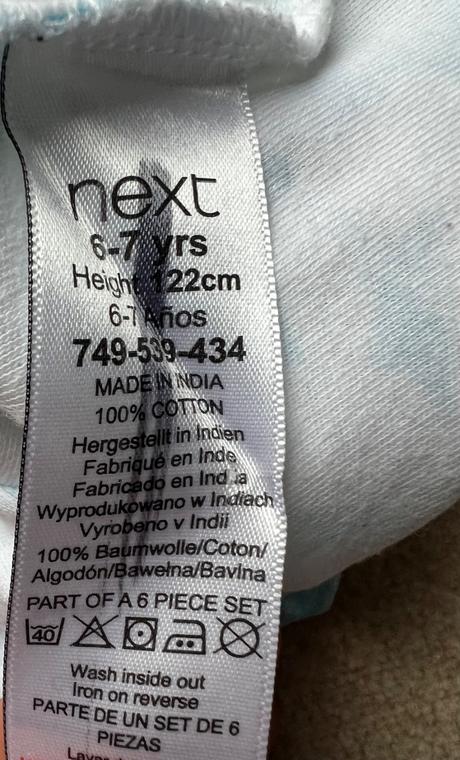 next
6-7 yrs
Height 122cm
6-7 Años
749-539-434
MADE IN INDIA
100% COTTON
Hergestellt in Indien
Fabriqué en Inde
Fabricado en India
Wyprodukowano w Indiach
Vyrobeno v Indii
100% Baumwolle/Coton/
Algodón/Bawełna/Bavlna
PART OF A 6 PIECE SET
40
Wash inside out
Iron on reverse
PARTE DE UN SET DE 6
PIEZAS